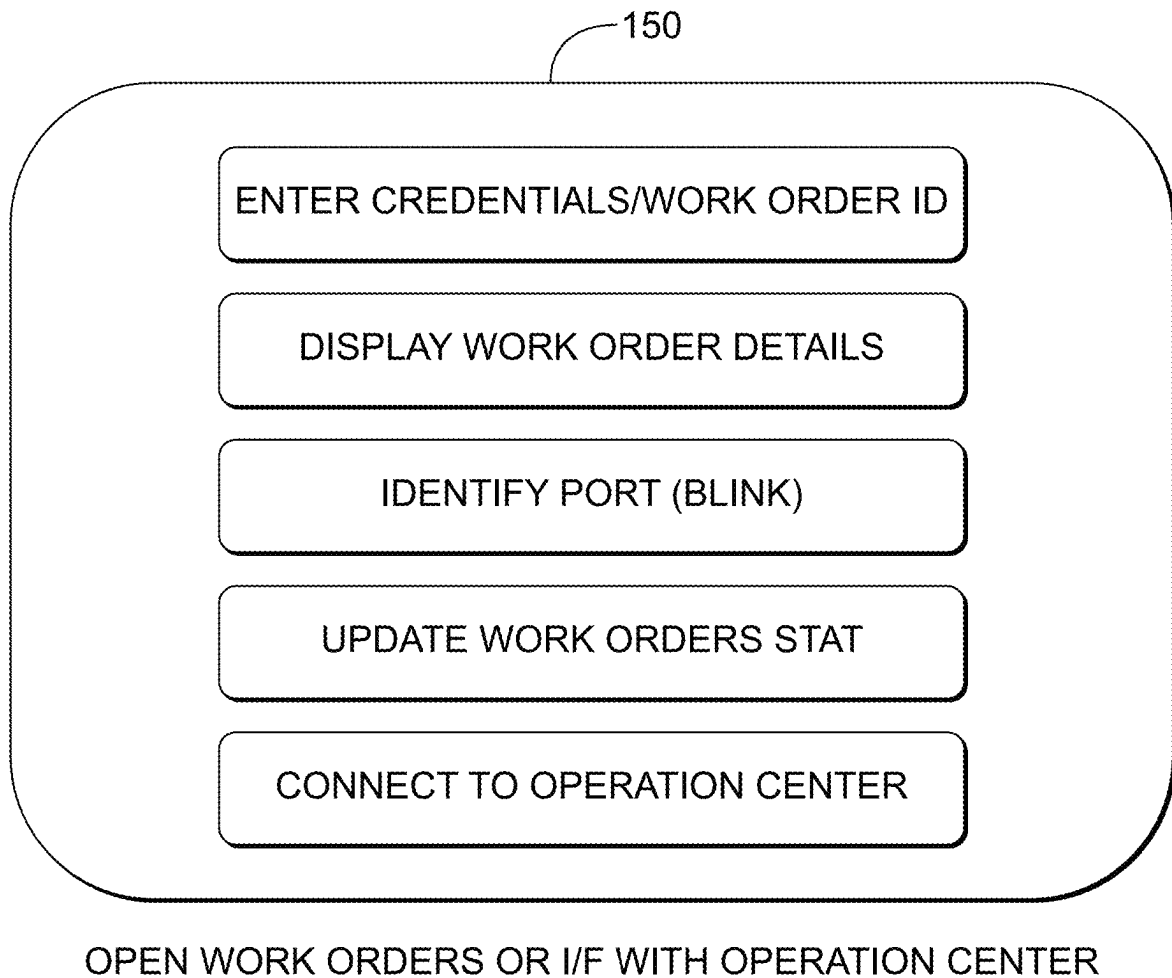 150
ENTER CREDENTIALS/WORK ORDER ID
DISPLAY WORK ORDER DETAILS
IDENTIFY PORT (BLINK)
UPDATE WORK ORDERS STAT
CONNECT TO OPERATION CENTER
OPEN WORK ORDERS OR I/F WITH OPERATION CENTER